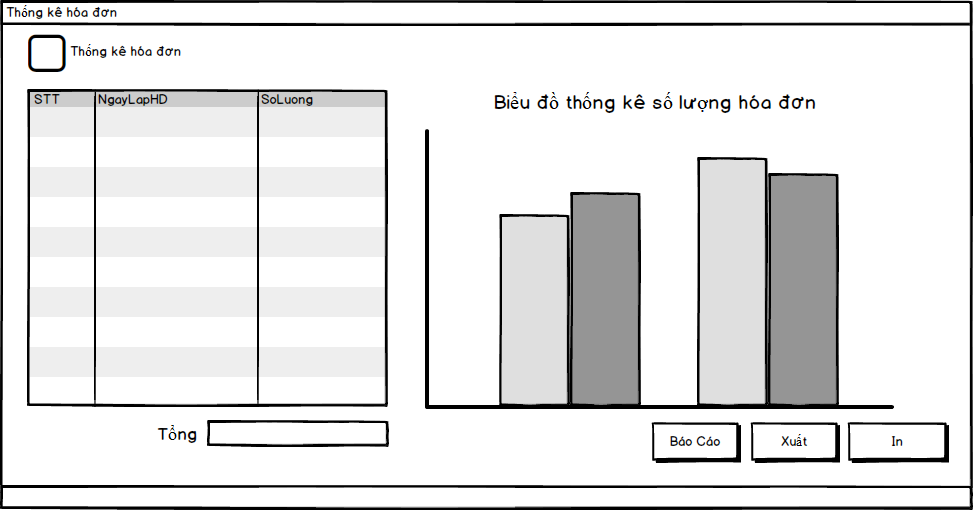 Thống kê hóa đơn
Thống kê hóa đơn
STT NgayLapHD SoLuong
Biểu đồ thống kê số lượng hóa đơn
Tổng
Báo Cáo Xuất In